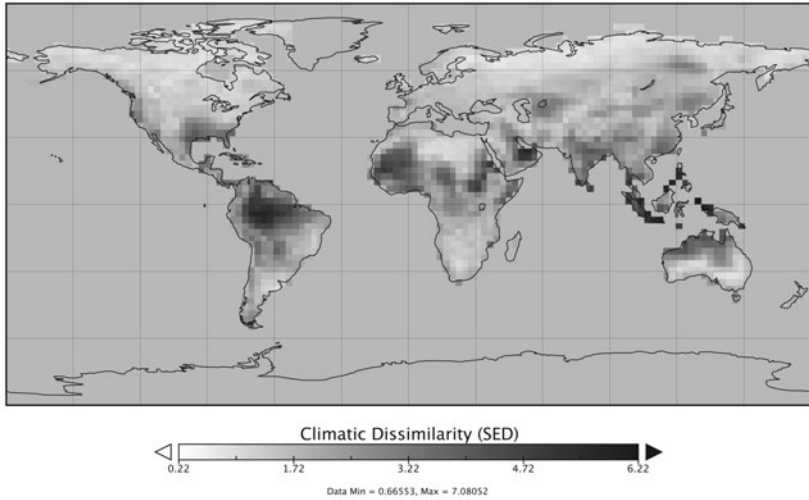 Climatic Dissimilarity (SED)
0.22 1.72 3.22 4.72 6.22
Data Min = 0.66553, Max = 7.08052